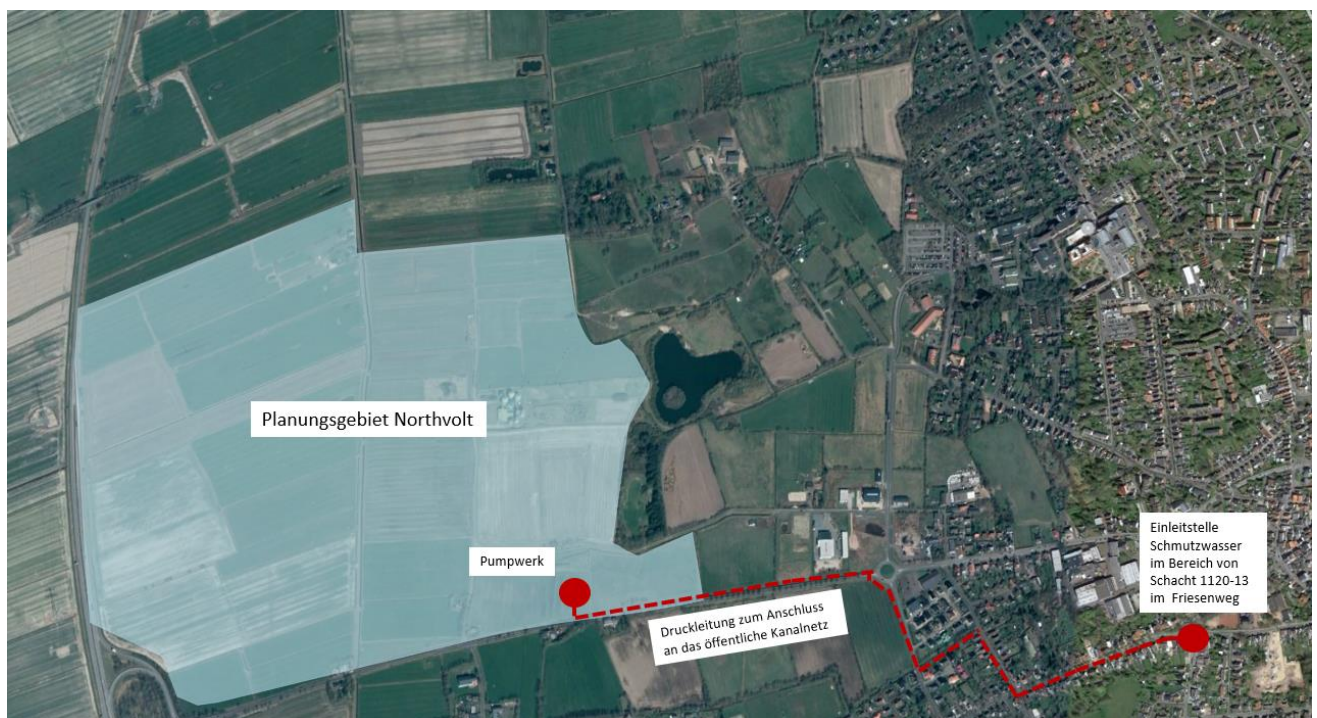 Planungsgebiet Northvolt
Pumpwerk
Druckleitung zum Anschluss
an das öffentliche Kanalnetz
Einleitstelle
Schmutzwasser
im Bereich von
Schacht 1120-13
im Friesenweg